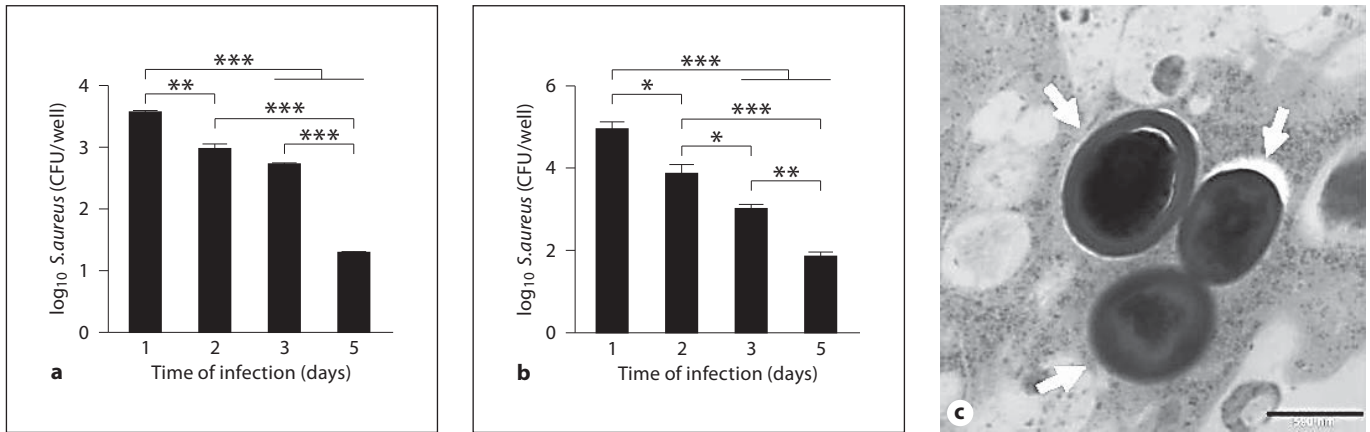 ***
**
***
***
4
3
2
1
0
log10 S.aureus (CFU/well)
1 2 3 5
Time of infection (days)
a
***
*
***
*
**
6
4
2
0
log10 S.aureus (CFU/well)
1 2 3 5
Time of infection (days)
b
c